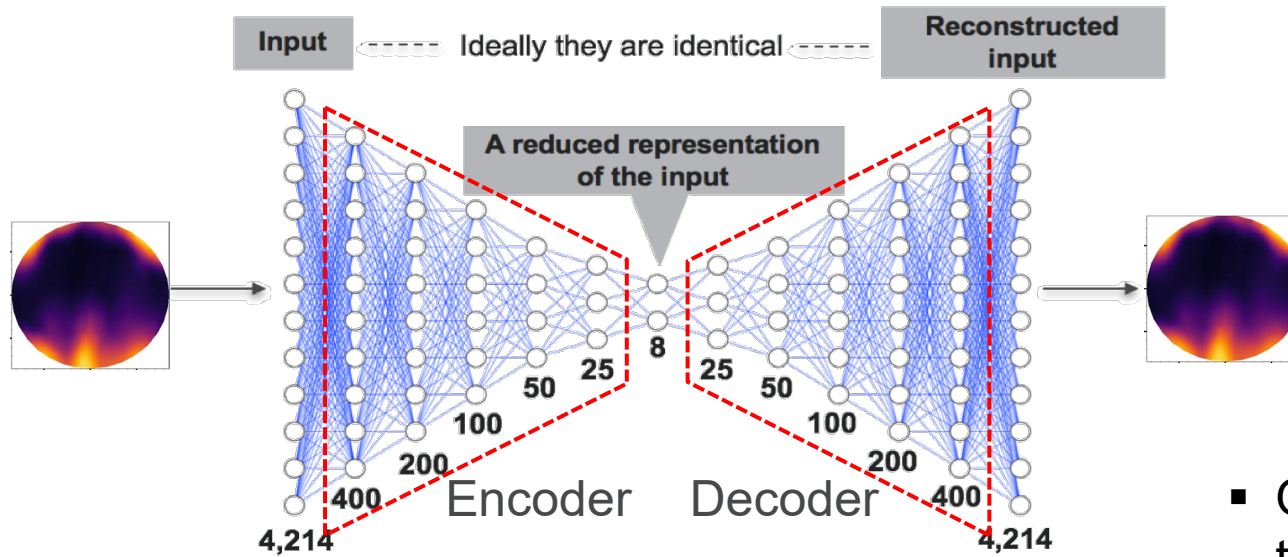 Input
Ideally they are identical
Reconstructed
input
A reduced representation
of the input
4,214
400
200
100
50
25
8
25
50
100
200
400
4,214
Encoder
Decoder